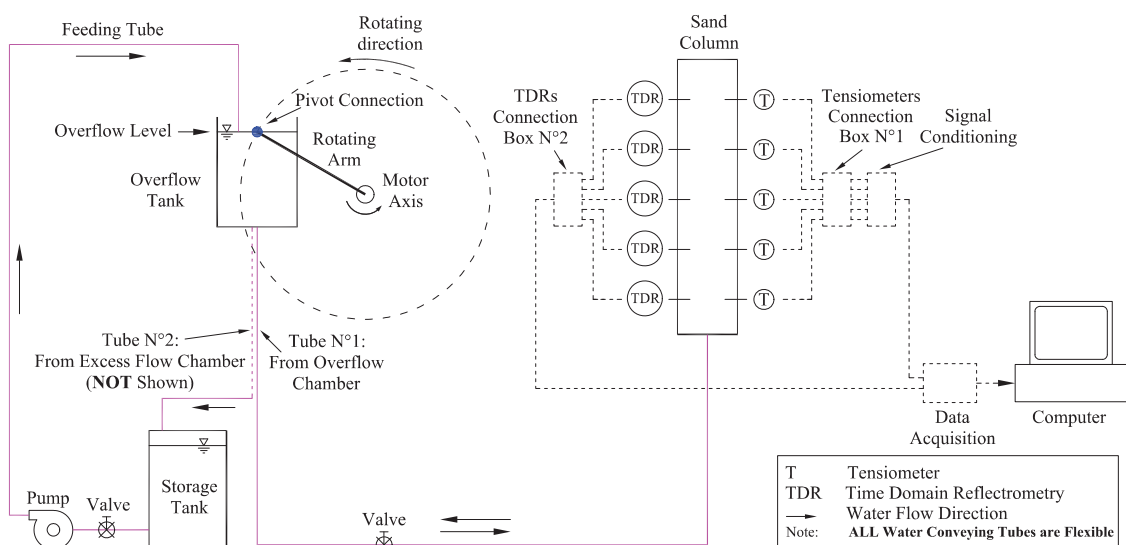 Feeding Tube
Rotating
direction
Pivot Connection
Overflow Level
Rotating
Arm
Overflow
Tank
Motor
Axis
Tube N°2:
From Excess Flow Chamber
(NOT Shown)
Tube N°1:
From Overflow
Chamber
Storage
Tank
Pump
Valve
Valve
Sand
Column
TDRs
Connection
Box N°2
TDR
TDR
TDR
TDR
TDR
T
T
T
T
T
Tensiometers
Connection
Box N°1
Signal
Conditioning
Data
Acquisition
Computer
T Tensiometer
TDR Time Domain Reflectrometry
Water Flow Direction
Note: ALL Water Conveying Tubes are Flexible